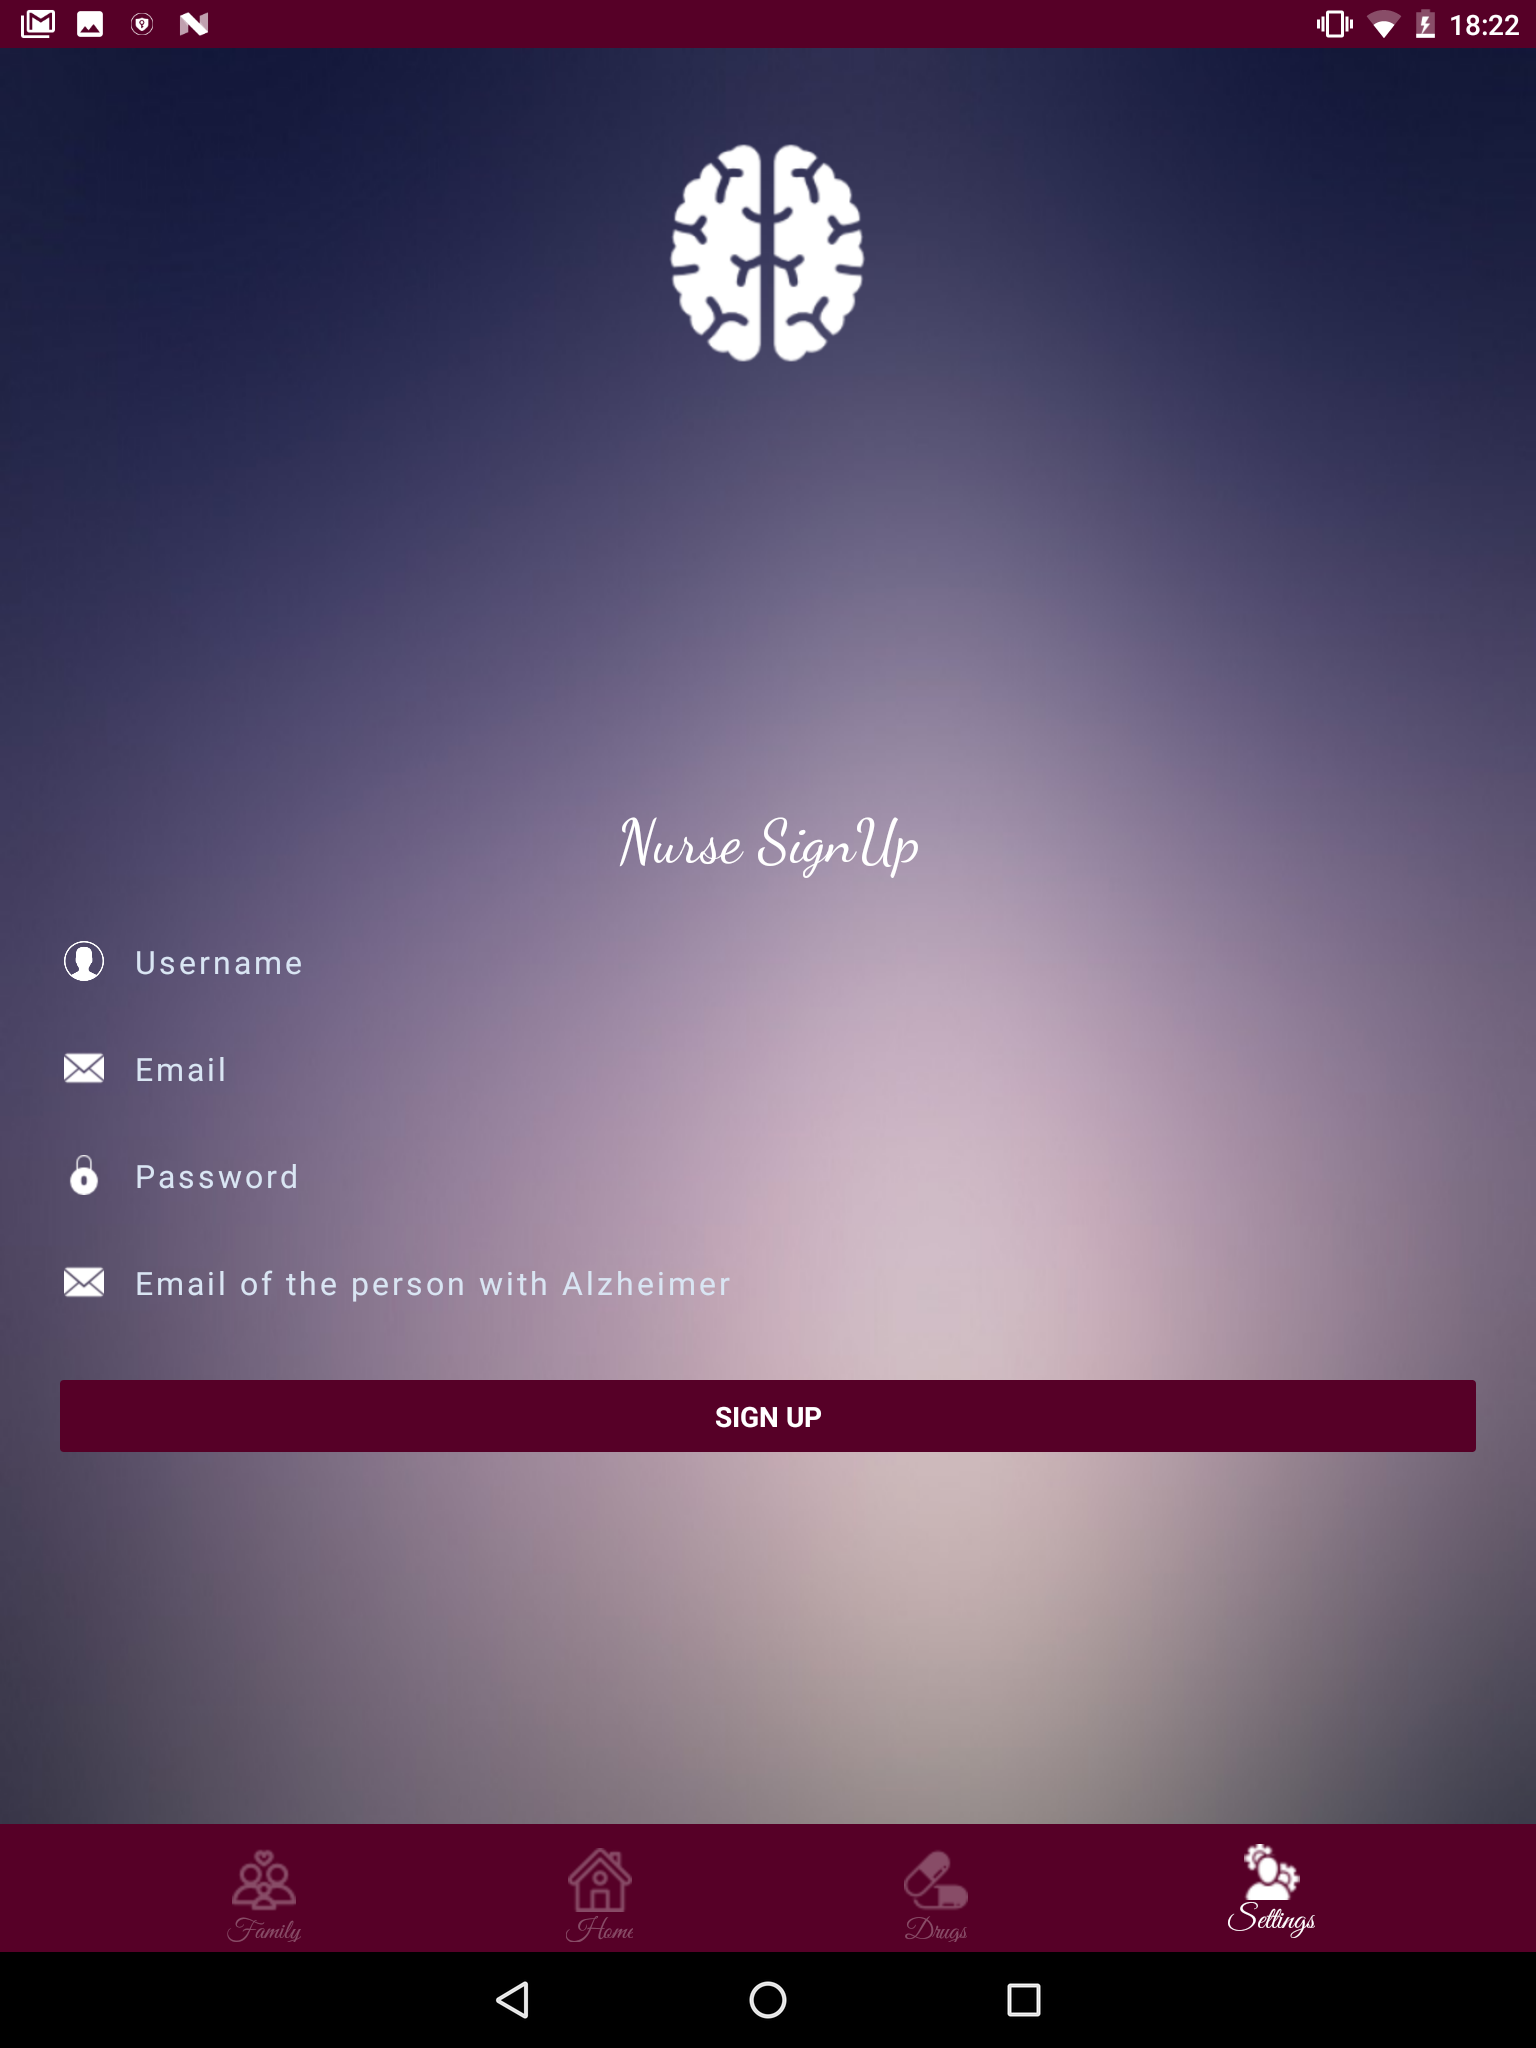 18:22
Nurse SignUp
Username
Email
Password
Email of the person with Alzheimer
SIGN UP
Family
Home
Drugs
Settings